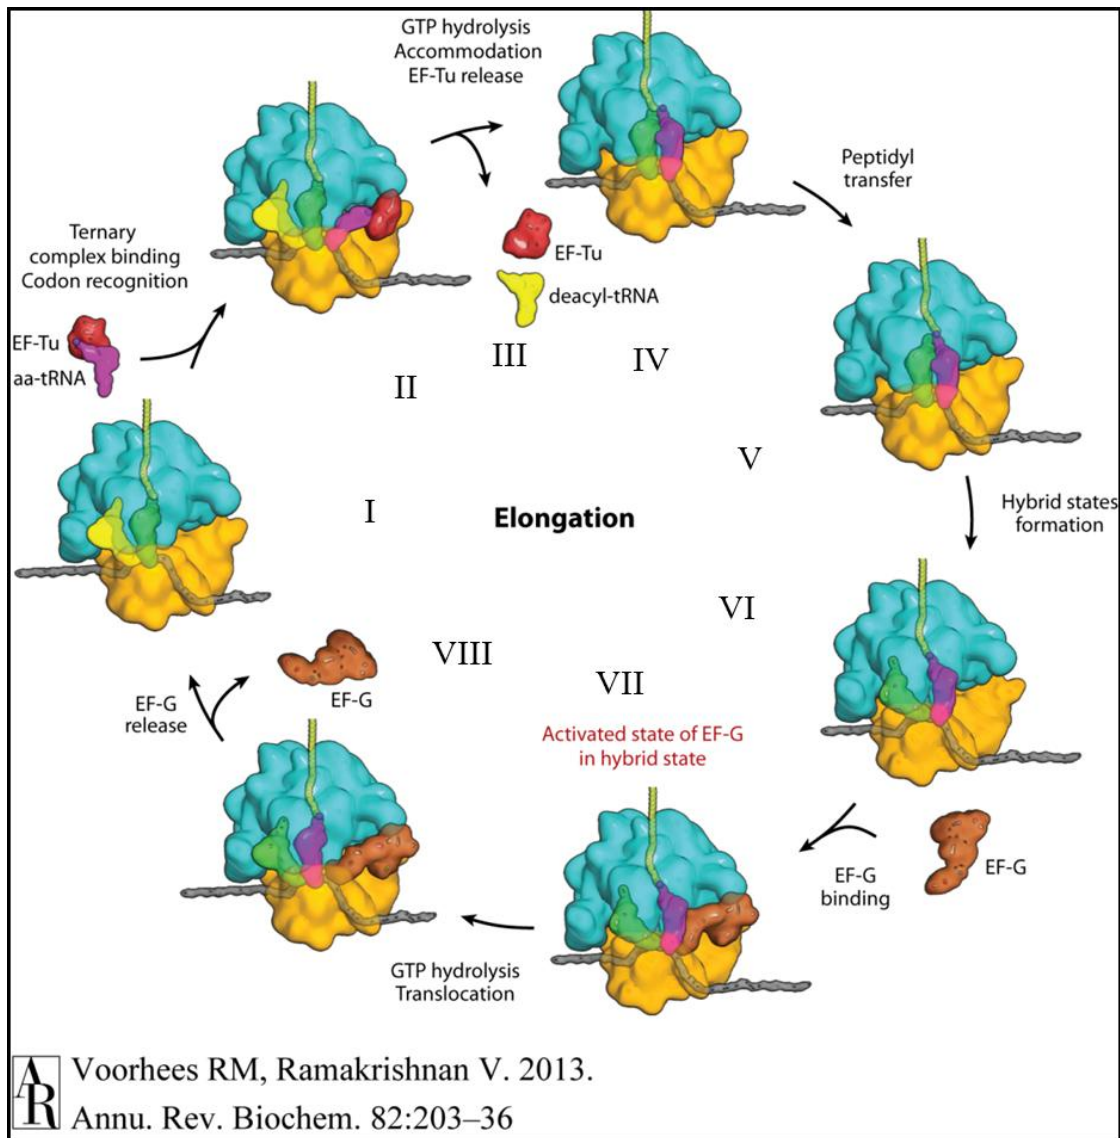 GTP hydrolysis
Accommodation
EF-Tu release
Peptidyl
transfer
Ternary
complex binding
Codon recognition
EF-Tu
deacyl-tRNA
EF-Tu
aa-tRNA
III
IV
II
V
I
Elongation
Hybrid states
formation
VI
VIII
VII
EF-G
EF-G
release
Activated state of EF-G
in hybrid state
EF-G
binding
EF-G
GTP hydrolysis
Translocation
AR
Voorhees RM, Ramakrishnan V. 2013.
Annu. Rev. Biochem. 82:203–36